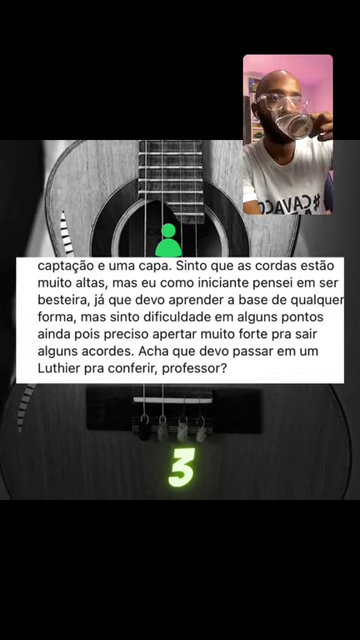 #CAVACO
captação e uma capa. Sinto que as cordas estão
muito altas, mas eu como iniciante pensei em ser
besteira, já que devo aprender a base de qualquer
forma, mas sinto dificuldade em alguns pontos
ainda pois preciso apertar muito forte pra sair
alguns acordes. Acha que devo passar em um
Luthier pra conferir, professor?
3